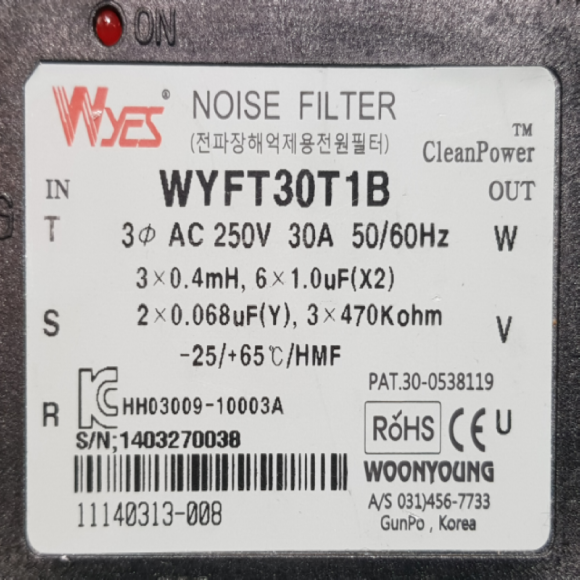 ON
WYES® NOISE FILTER
(전파장해억제용전원필터)
CleanPower™
IN WYFT30T1B OUT
T 3Φ AC 250V 30A 50/60Hz W
3×0.4mH, 6×1.0uF(X2)
S 2×0.068uF(Y), 3×470Kohm V
-25/+65℃/HMF
PAT.30-0538119
R HH03009-10003A RoHS CE U
S/N;1403270038
WOONYOUNG
11140313-008
A/S 031)456-7733
GunPo , Korea